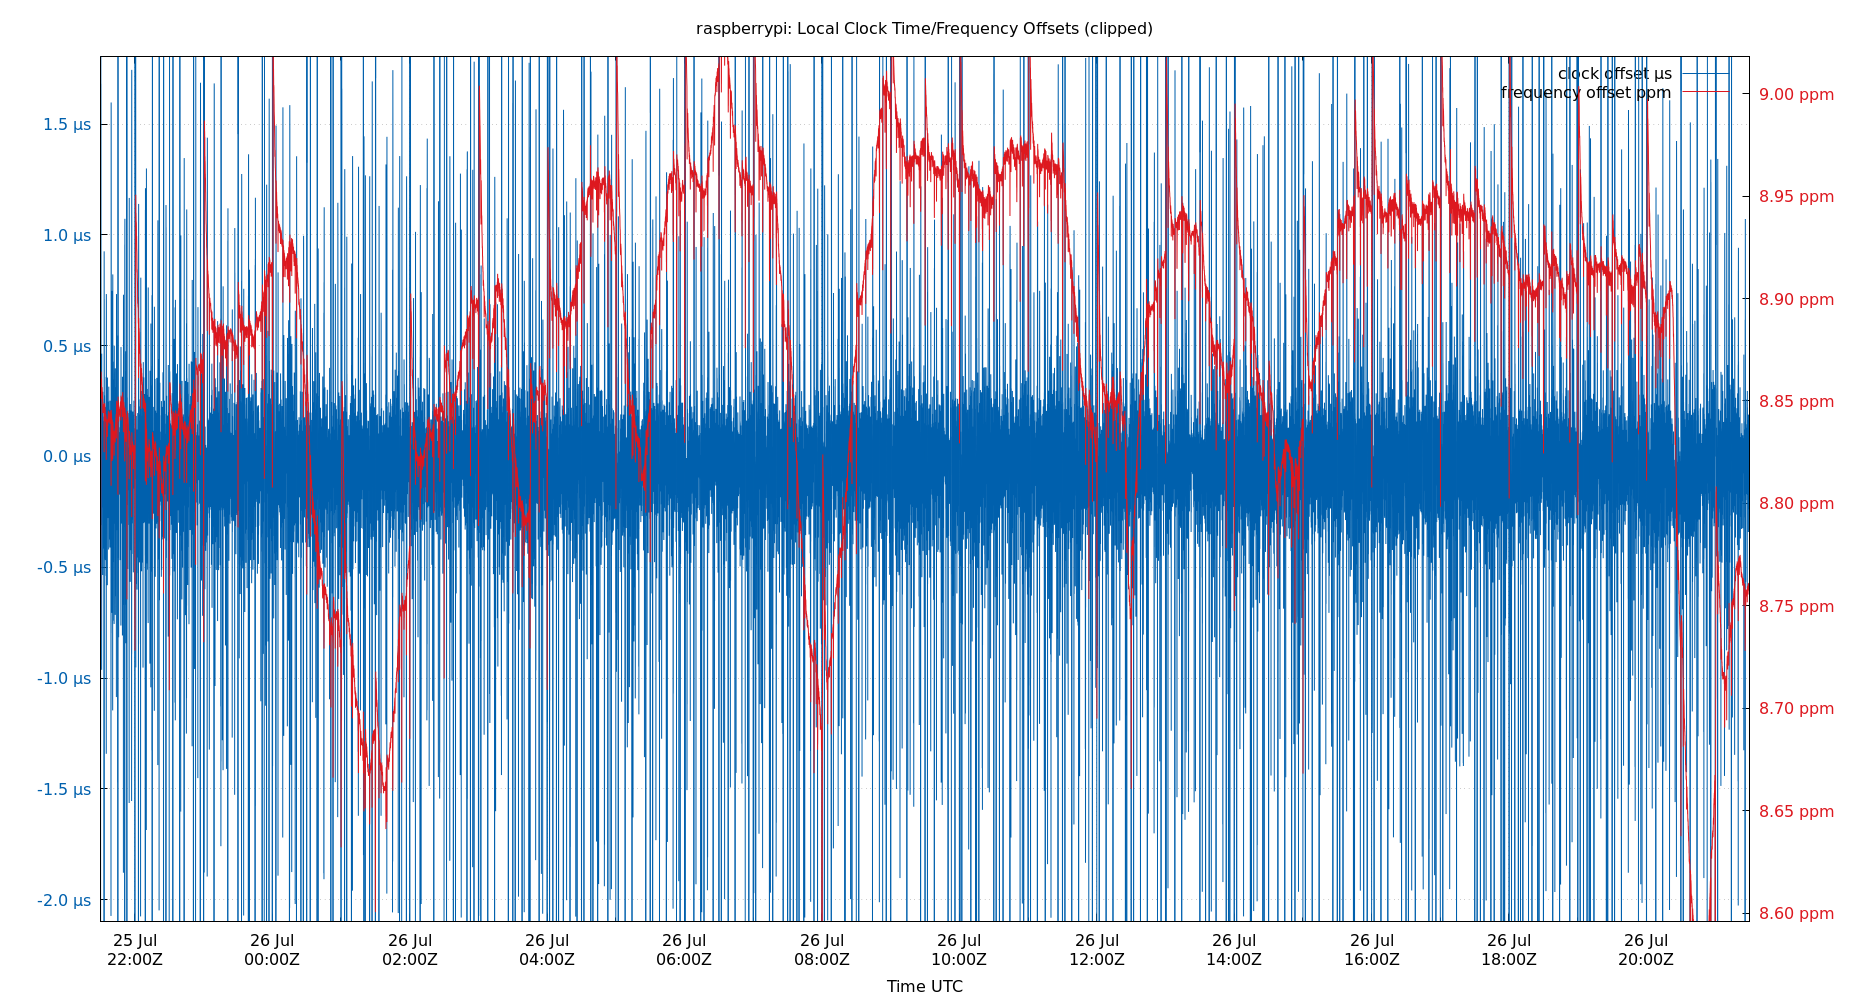 raspberrypi: Local Clock Time/Frequency Offsets (clipped)
clock offset µs
frequency offset ppm
1.5 µs
1.0 µs
0.5 µs
0.0 µs
-0.5 µs
-1.0 µs
-1.5 µs
-2.0 µs
9.00 ppm
8.95 ppm
8.90 ppm
8.85 ppm
8.80 ppm
8.75 ppm
8.70 ppm
8.65 ppm
8.60 ppm
25 Jul 26 Jul 26 Jul 26 Jul 26 Jul 26 Jul 26 Jul 26 Jul 26 Jul 26 Jul 26 Jul 26 Jul
22:00Z 00:00Z 02:00Z 04:00Z 06:00Z 08:00Z 10:00Z 12:00Z 14:00Z 16:00Z 18:00Z 20:00Z
Time UTC